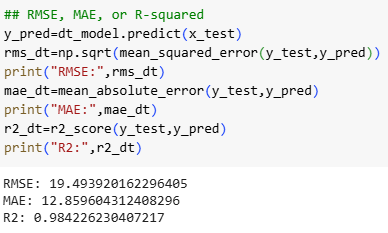 ## RMSE, MAE, or R-squared
y_pred=dt_model.predict(x_test)
rms_dt=np.sqrt(mean_squared_error(y_test,y_pred))
print("RMSE:",rms_dt)
mae_dt=mean_absolute_error(y_test,y_pred)
print("MAE:",mae_dt)
r2_dt=r2_score(y_test,y_pred)
print("R2:",r2_dt)
RMSE: 19.493920162296405
MAE: 12.859604312408296
R2: 0.984226230407217